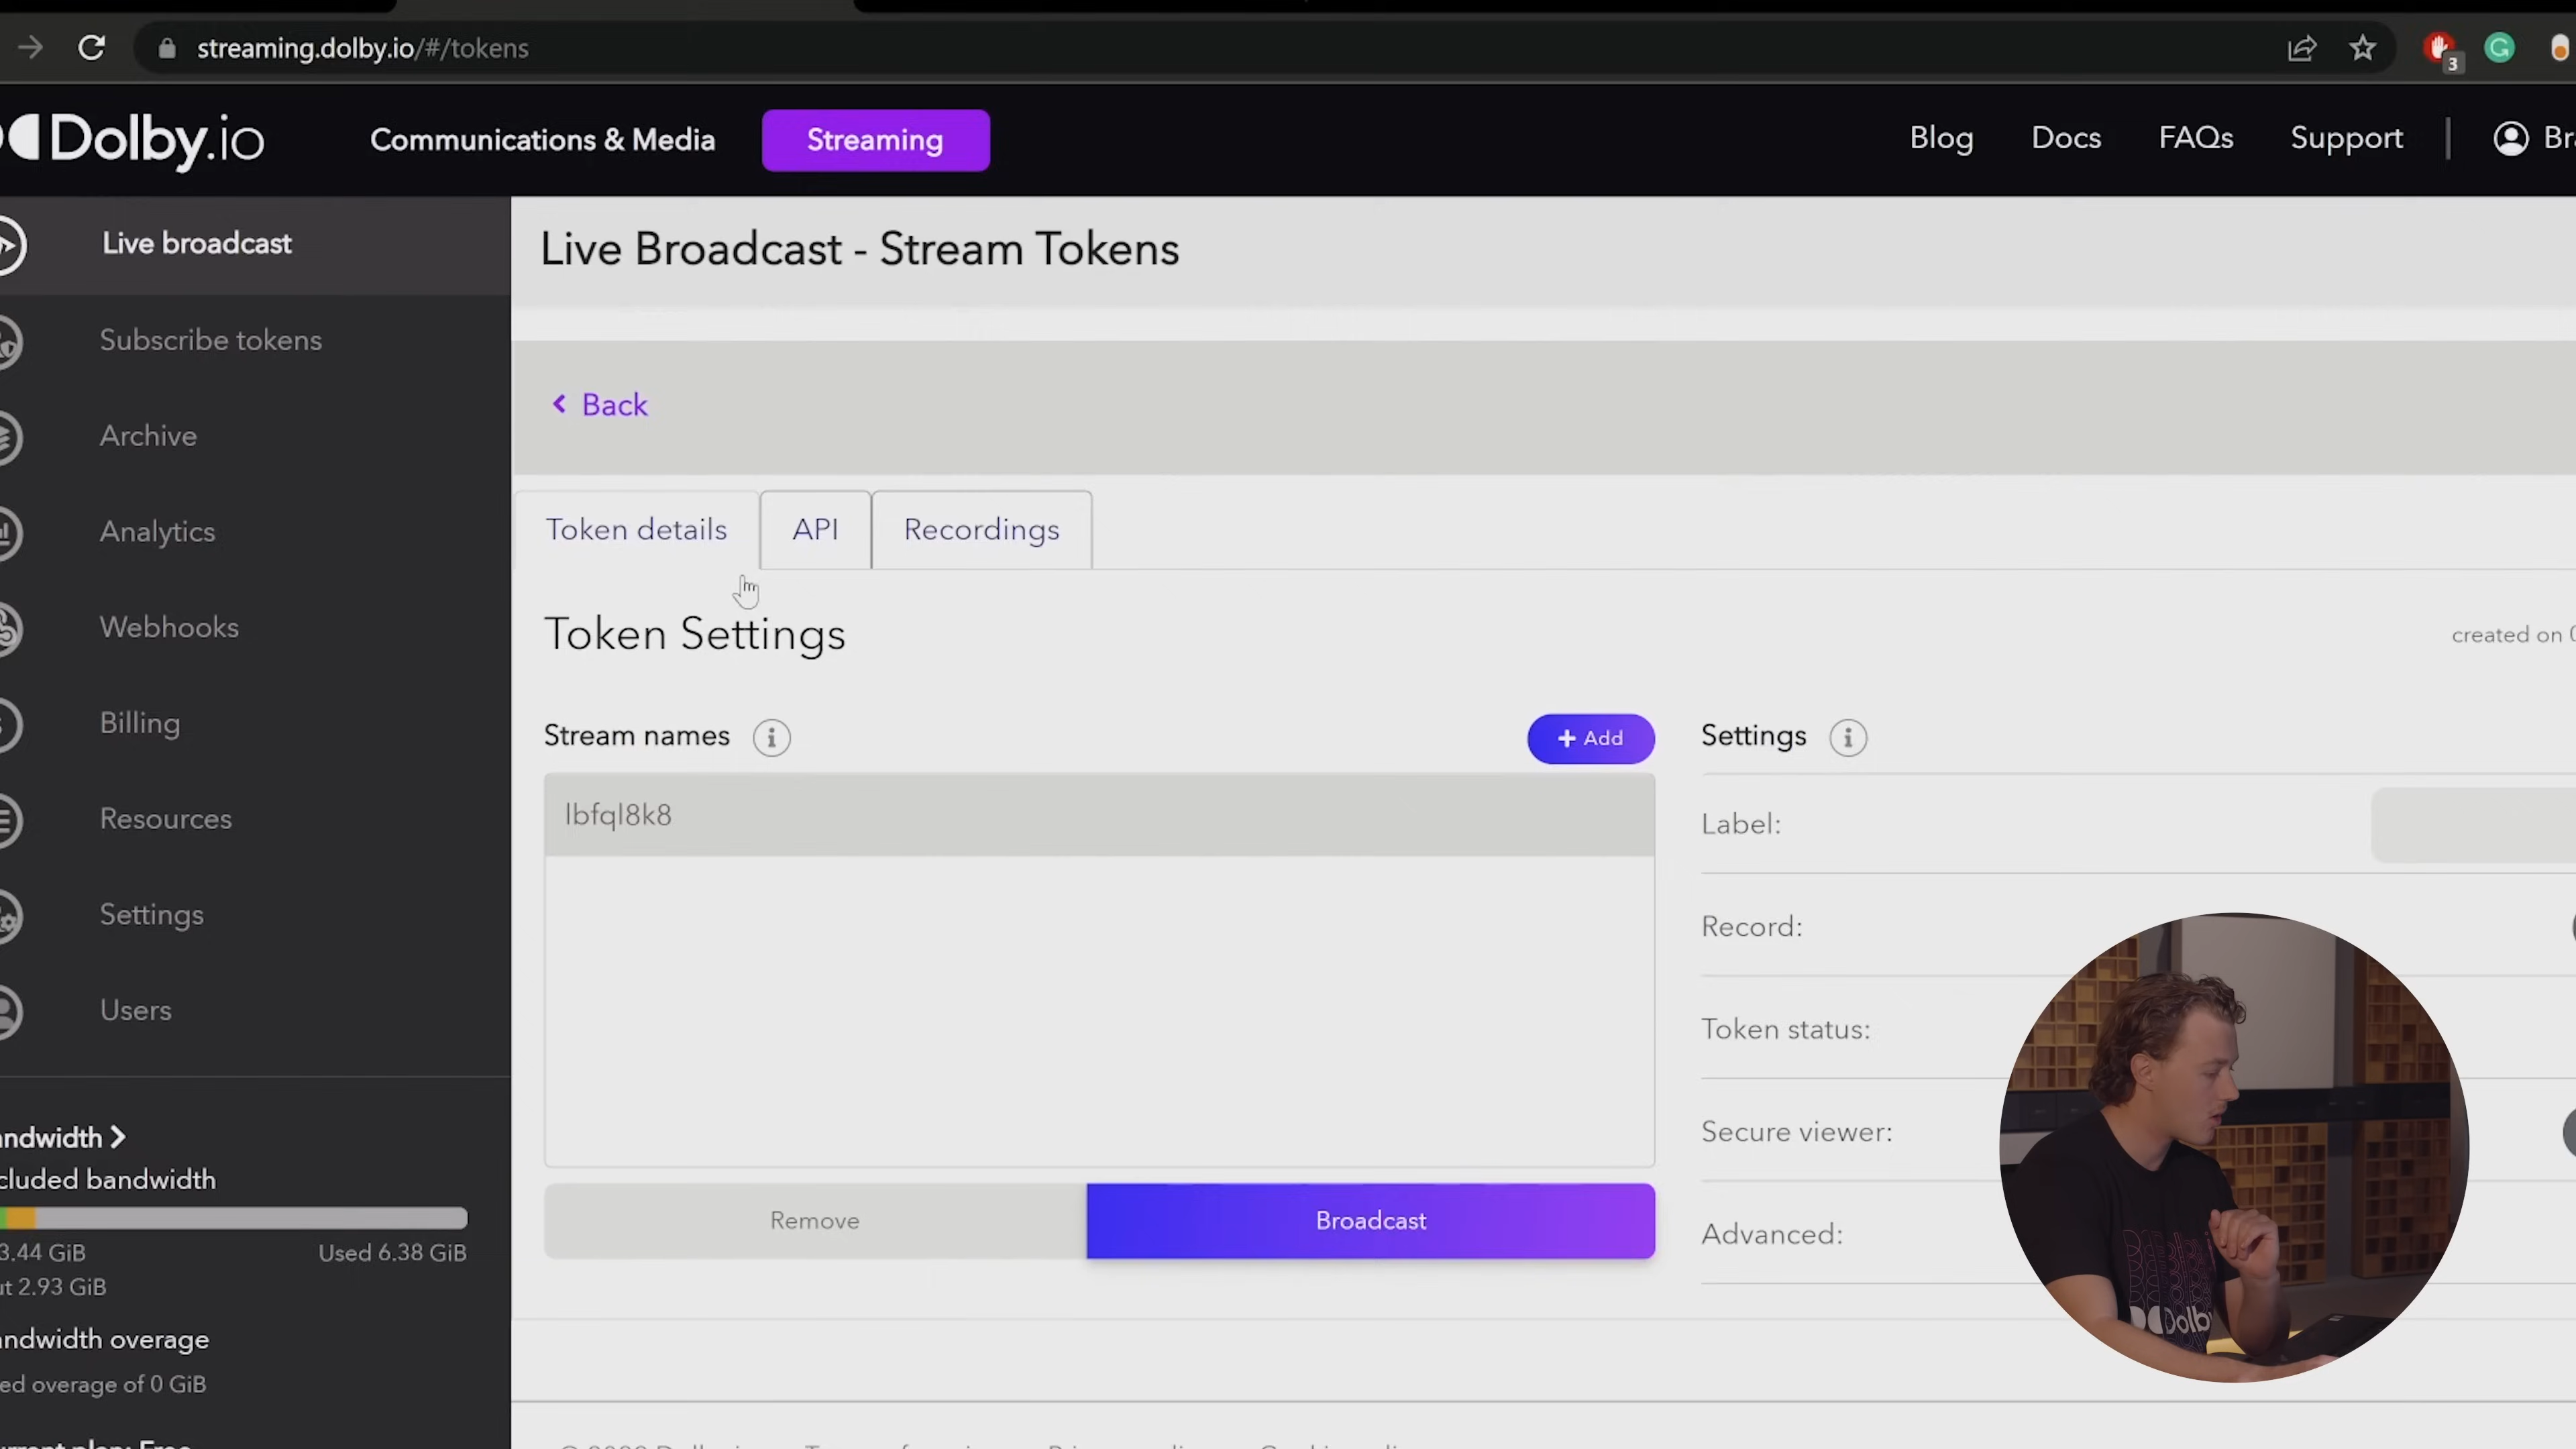 streaming.dolby.io/#/tokens
3
Dolby.io
Communications & Media
Streaming
Blog
Docs
FAQs
Support
Live broadcast
Subscribe tokens
Archive
Analytics
Webhooks
Billing
Resources
Settings
Users
cluded bandwidth
3.44 GiB
Used 6.38 GiB
2.93 GiB
overage
overage of 0 GiB
Live Broadcast - Stream Tokens
Back
Token details
API
Recordings
Token Settings
created on
Stream names
+ Add
lbfql8k8
Remove
Broadcast
Settings
Label:
Record:
Token status:
Secure viewer:
Advanced: